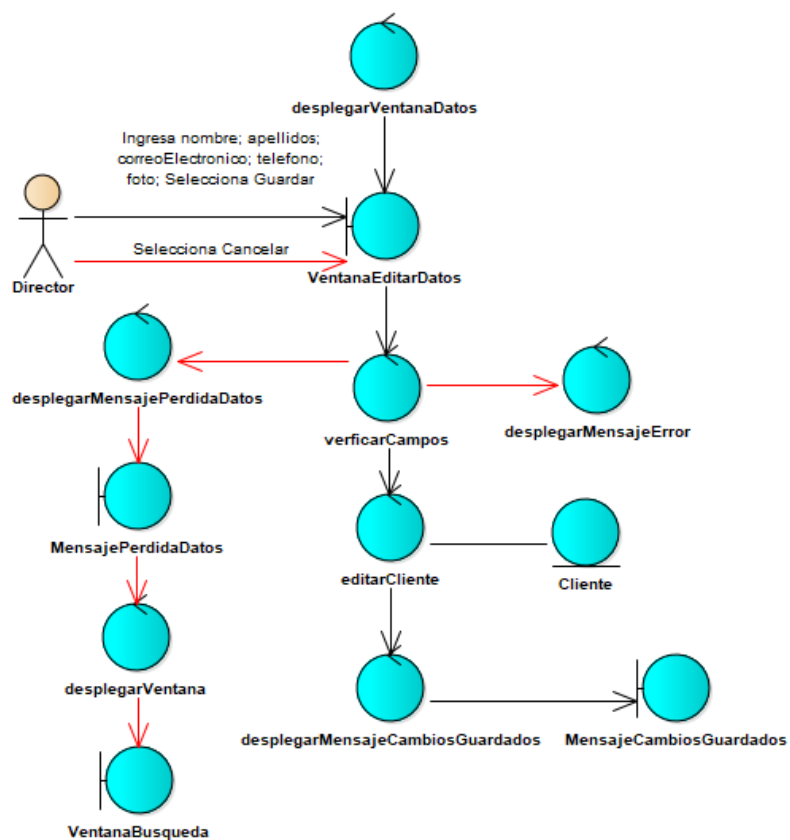 desplegarVentanaDatos
Ingresa nombre; apellidos;
correoElectronico; telefono;
foto; Selecciona Guardar
Selecciona Cancelar
Director
VentanaEditarDatos
desplegarMensajePerdidaDatos
verficarCampos
desplegarMensajeError
MensajePerdidaDatos
editarCliente
Cliente
desplegarVentana
desplegarMensajeCambiosGuardados
MensajeCambiosGuardados
VentanaBusqueda